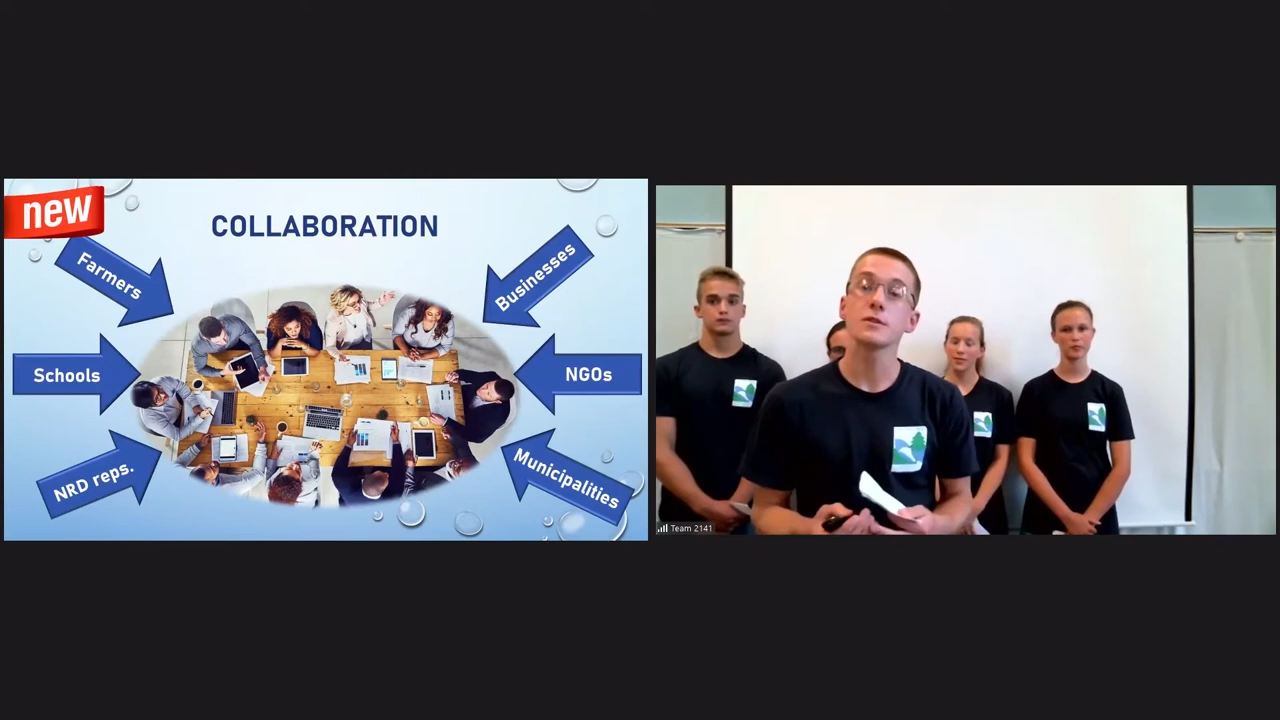 new
COLLABORATION
Farmers
Businesses
Schools
NGOs
NRD reps.
Municipalities
Team 2141